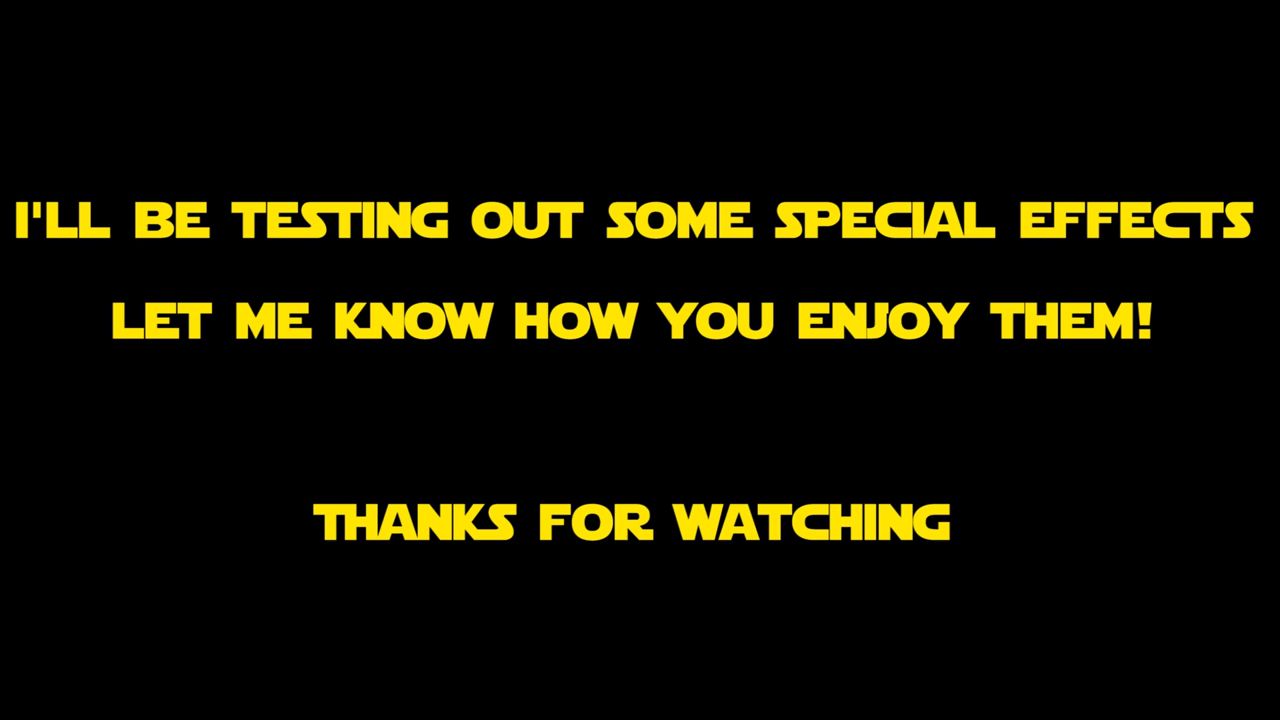 I'LL BE TESTING OUT SOME SPECIAL EFFECTS
LET ME KNOW HOW YOU ENJOY THEM!
THANKS FOR WATCHING